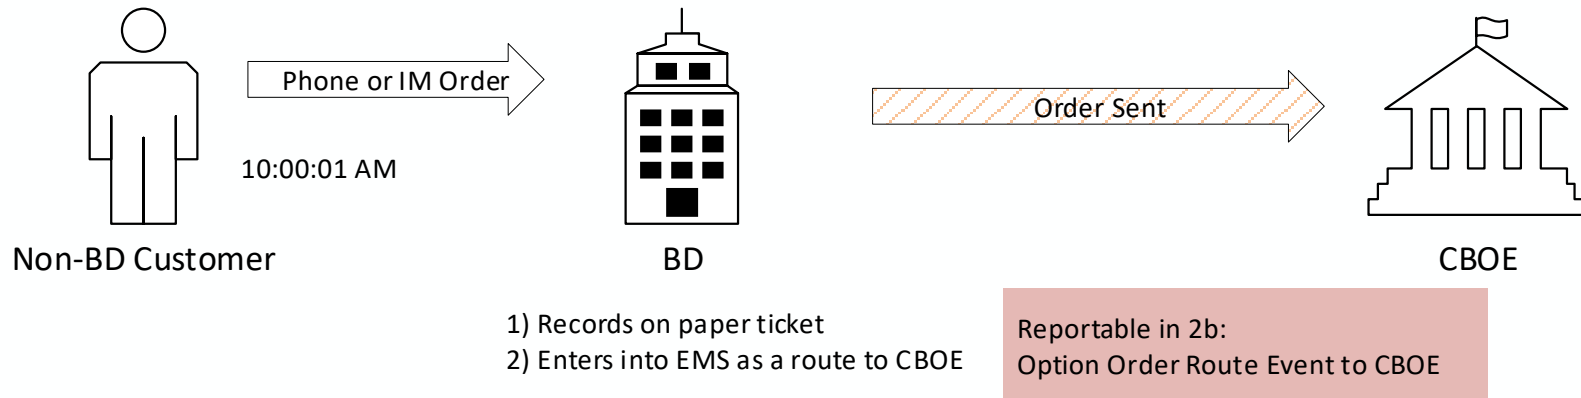 Phone or IM Order
Order Sent
10:00:01 AM
Non-BD Customer
BD
CBOE
1) Records on paper ticket
2) Enters into EMS as a route to CBOE
Reportable in 2b:
Option Order Route Event to CBOE